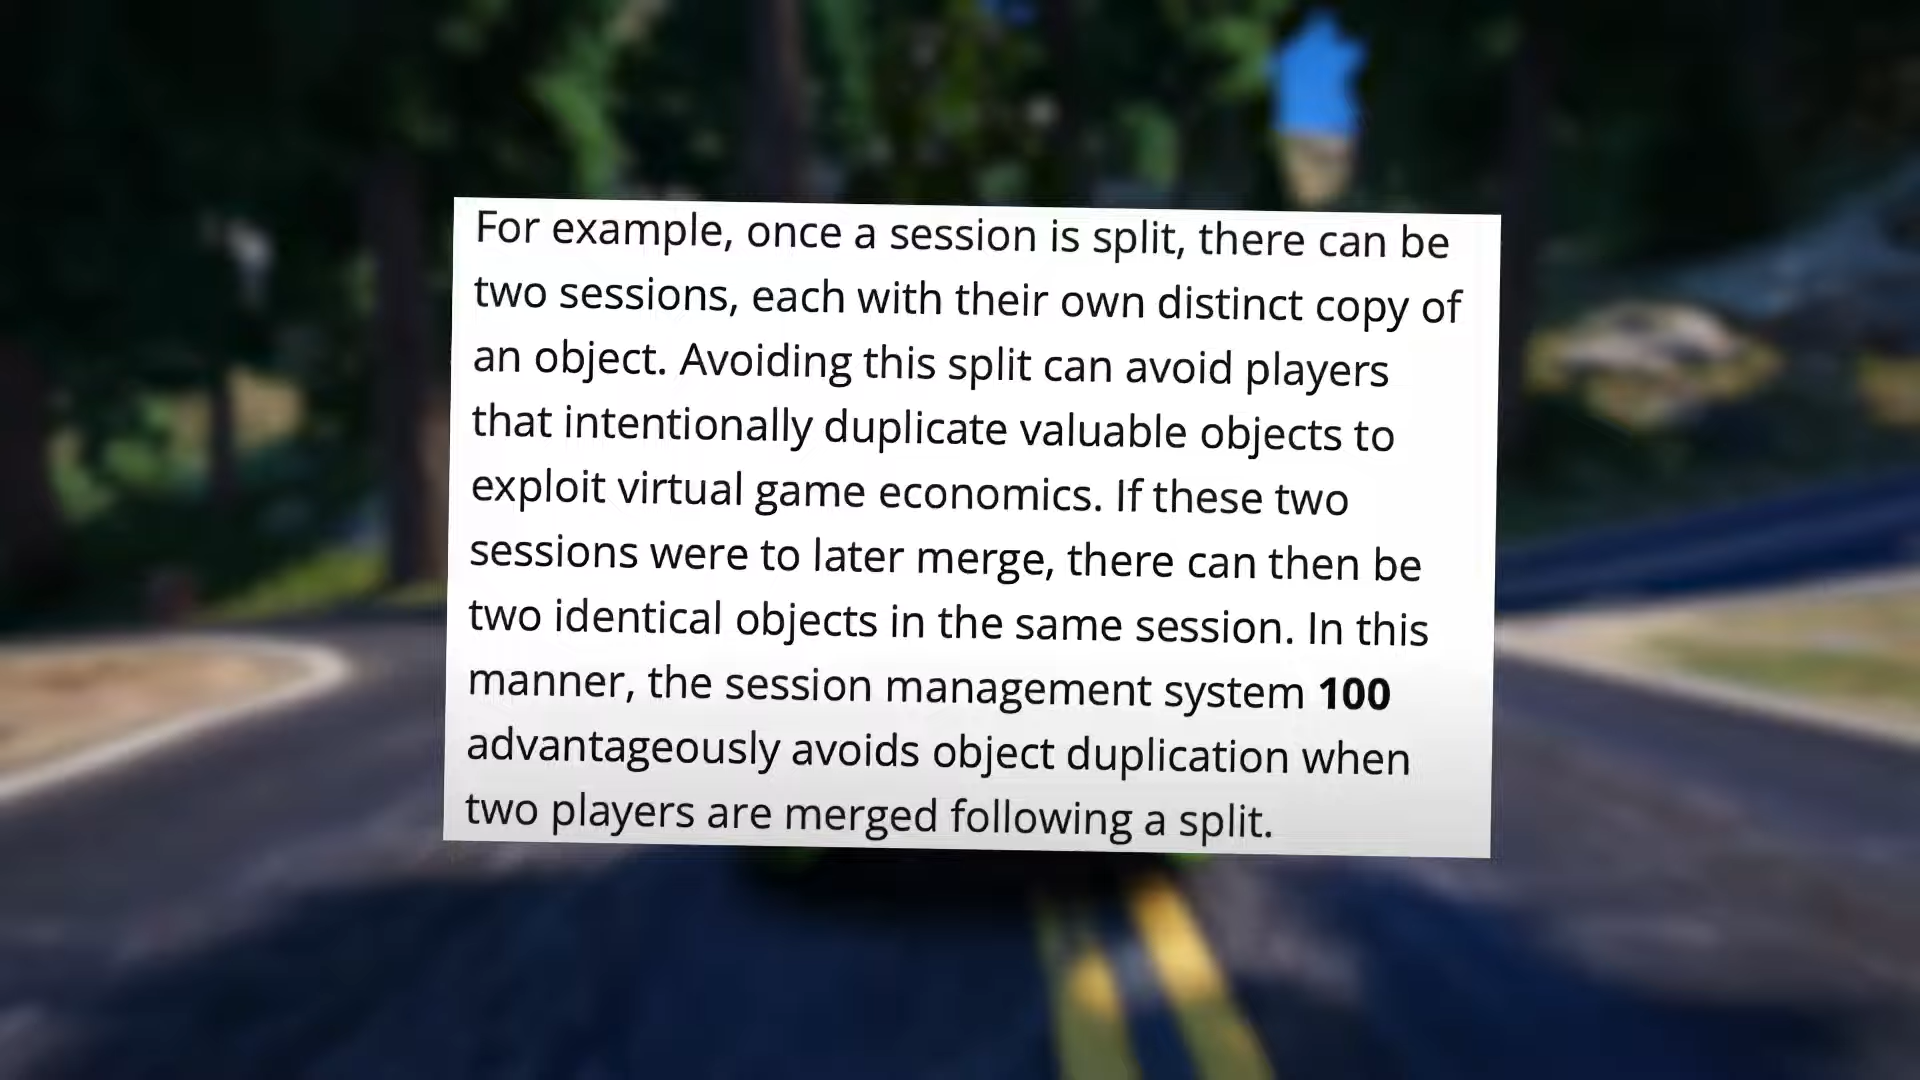 For example, once a session is split, there can be
two sessions, each with their own distinct copy of
an object. Avoiding this split can avoid players
that intentionally duplicate valuable objects to
exploit virtual game economics. If these two
sessions were to later merge, there can then be
two identical objects in the same session. In this
manner, the session management system 100
advantageously avoids object duplication when
two players are merged following a split.